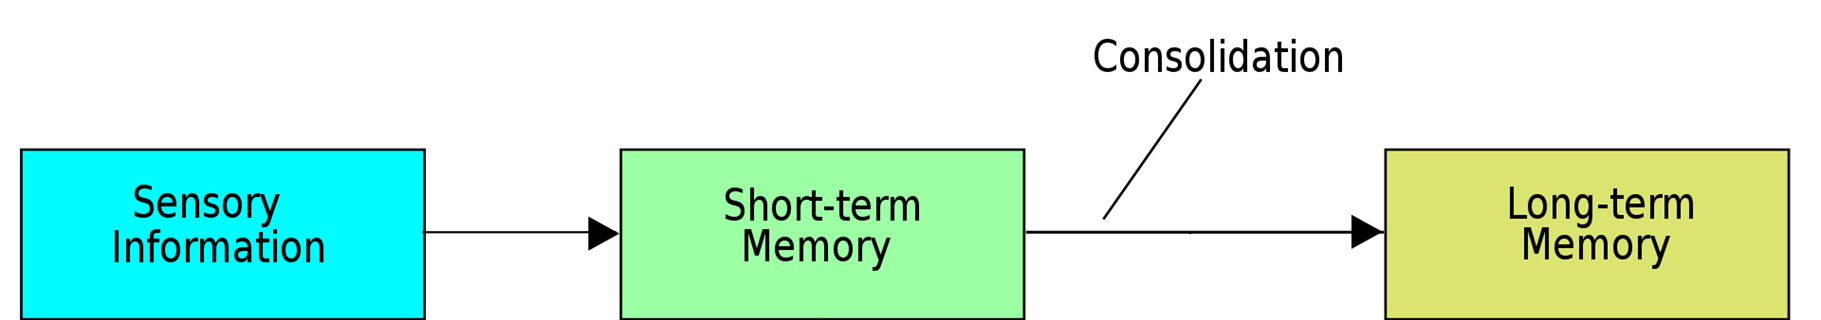 Consolidation
Sensory
Information
Short-term
Memory
Long-term
Memory